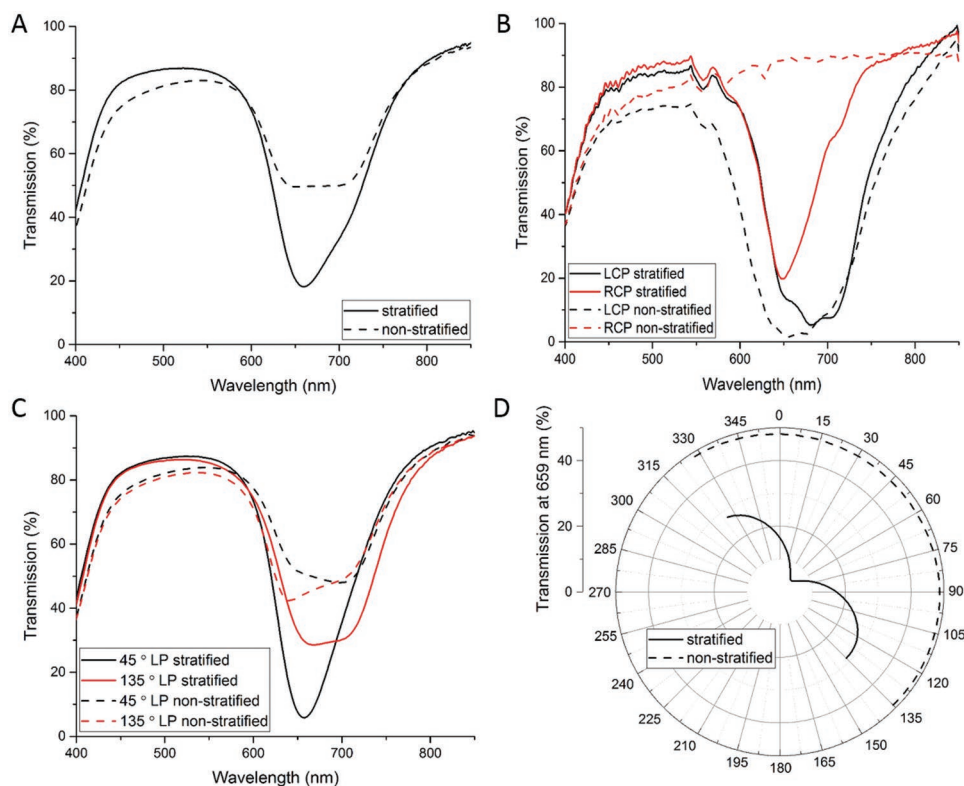 A
Transmission (%)
100
80
60
40
20
0
400 500 600 700 800
Wavelength (nm)
stratified
non-stratified
B
Transmission (%)
100
80
60
40
20
0
400 500 600 700 800
Wavelength (nm)
LCP stratified
RCP stratified
LCP non-stratified
RCP non-stratified
C
Transmission (%)
100
80
60
40
20
0
400 500 600 700 800
Wavelength (nm)
45 ° LP stratified
135 ° LP stratified
45 ° LP non-stratified
135 ° LP non-stratified
D
Transmission at 659 nm (%)
40
20
0
0
15
30
45
60
75
90
105
120
135
150
165
180
195
210
225
240
255
270
285
300
315
330
345
stratified
non-stratified